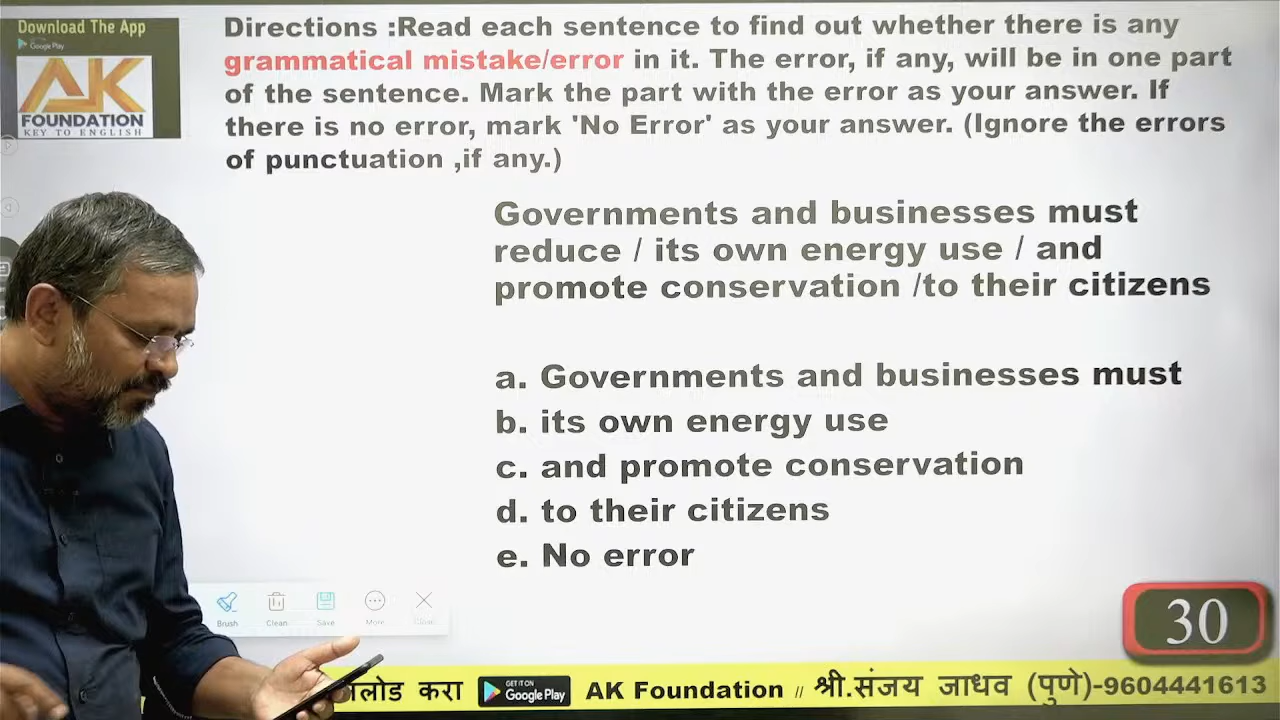 Download The App
Google Play
AK
FOUNDATION
KEY TO ENGLISH
Directions :Read each sentence to find out whether there is any
grammatical mistake/error in it. The error, if any, will be in one part
of the sentence. Mark the part with the error as your answer. If
there is no error, mark 'No Error' as your answer. (Ignore the errors
of punctuation ,if any.)
Governments and businesses must
reduce / its own energy use / and
promote conservation /to their citizens
a. Governments and businesses must
b. its own energy use
c. and promote conservation
d. to their citizens
e. No error
Brush Clean Save More Close
30
करा GET IT ON Google Play AK Foundation // श्री.संजय जाधव (पुणे)-9604441613